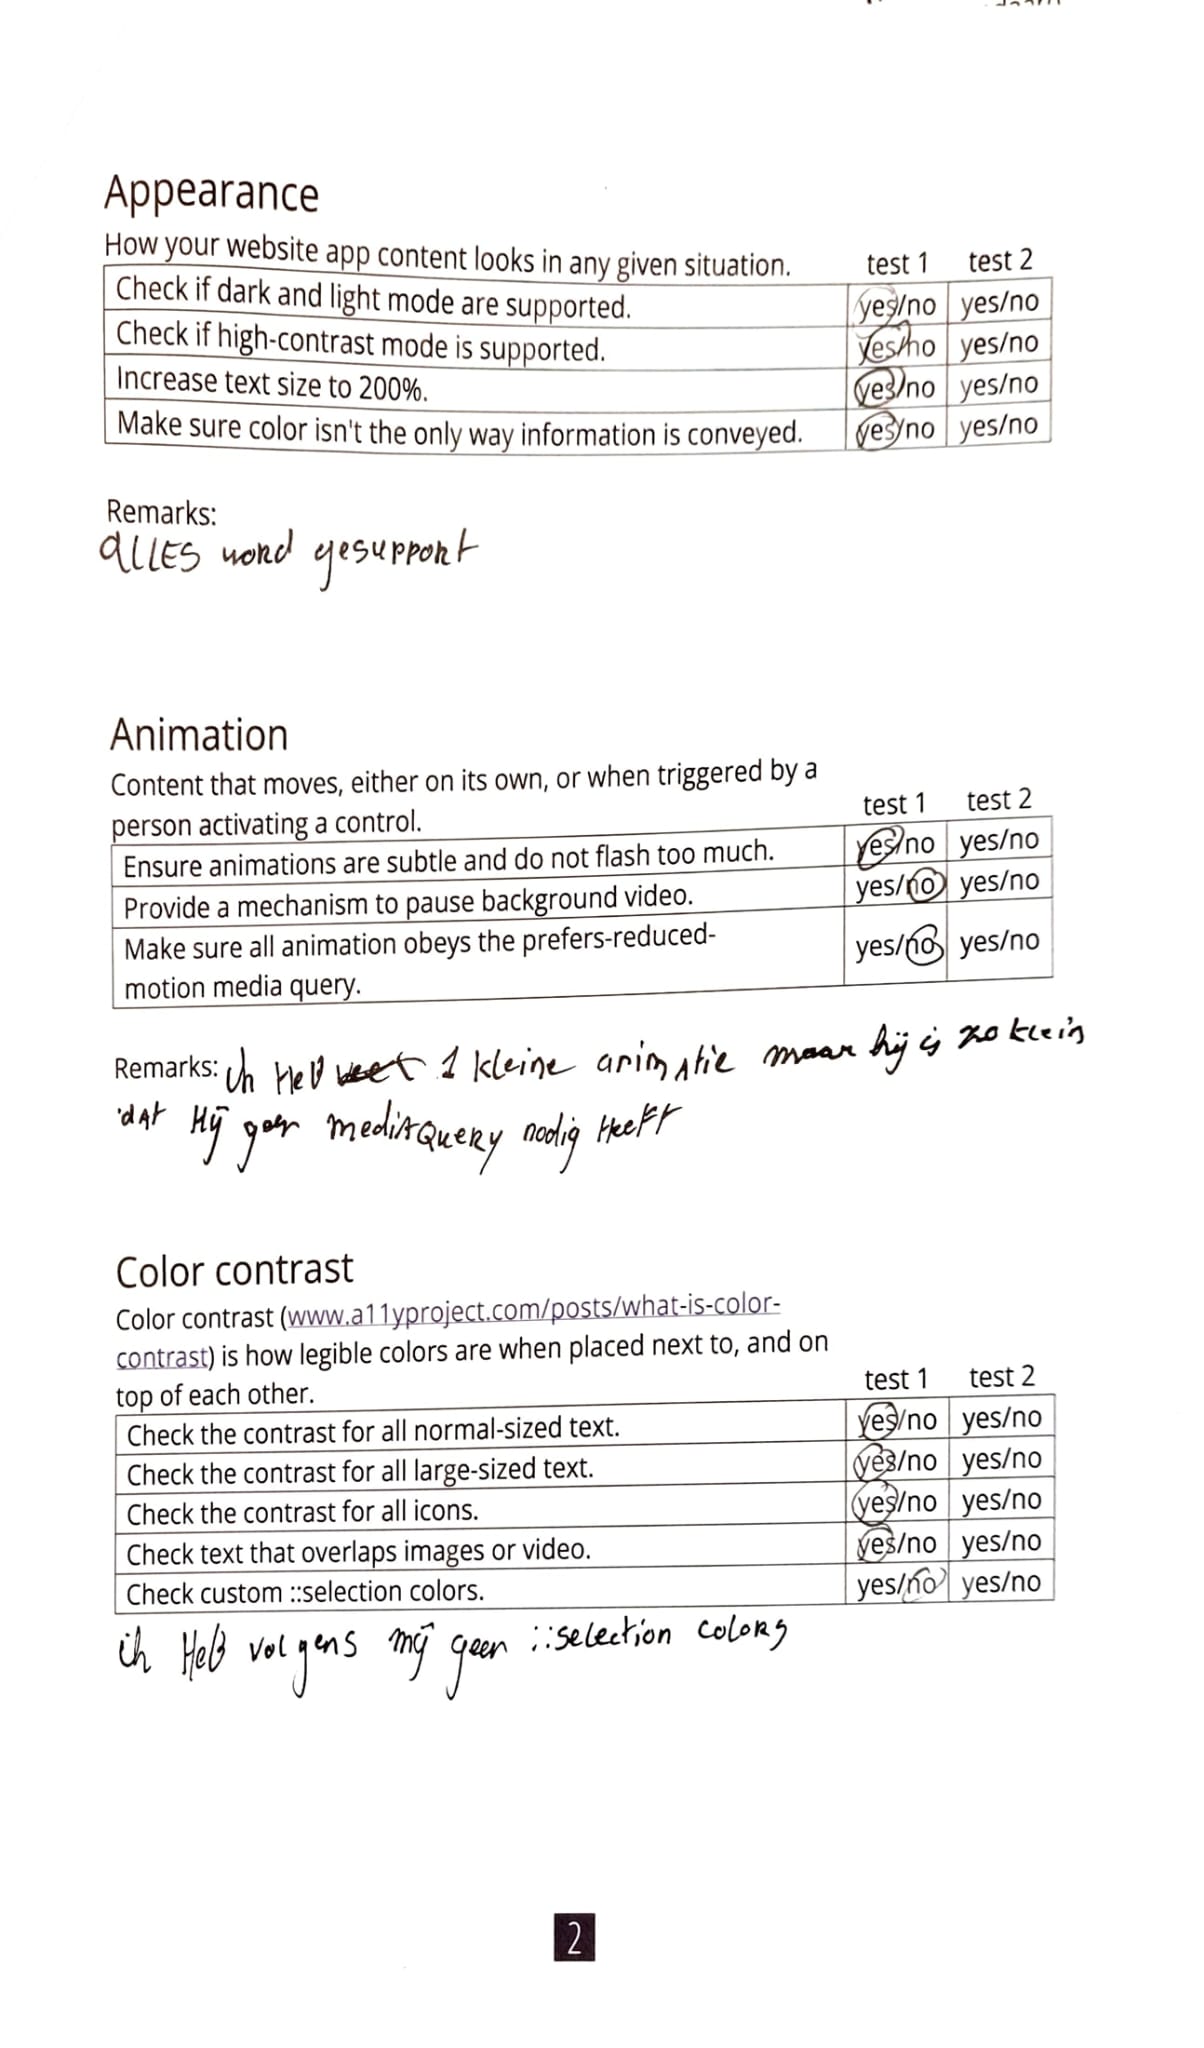 Appearance
How your website app content looks in any given situation. test 1 test 2
Check if dark and light mode are supported. yes/no yes/no
Check if high-contrast mode is supported. yes/no yes/no
Increase text size to 200%. yes/no yes/no
Make sure color isn't the only way information is conveyed. yes/no yes/no
Remarks:
ALLES word gesupport
Animation
Content that moves, either on its own, or when triggered by a
person activating a control. test 1 test 2
Ensure animations are subtle and do not flash too much. yes/no yes/no
Provide a mechanism to pause background video. yes/no yes/no
Make sure all animation obeys the prefers-reduced-
motion media query. yes/no yes/no
Remarks: ik HeB 1 kleine animatie maar hij is zo klein
dAt Hij geen mediAQuery nodig HeeFt
Color contrast
Color contrast (www.a11yproject.com/posts/what-is-color-
contrast) is how legible colors are when placed next to, and on
top of each other. test 1 test 2
Check the contrast for all normal-sized text. yes/no yes/no
Check the contrast for all large-sized text. yes/no yes/no
Check the contrast for all icons. yes/no yes/no
Check text that overlaps images or video. yes/no yes/no
Check custom ::selection colors. yes/no yes/no
ik HeB volgens mij geen ::selection colors
2